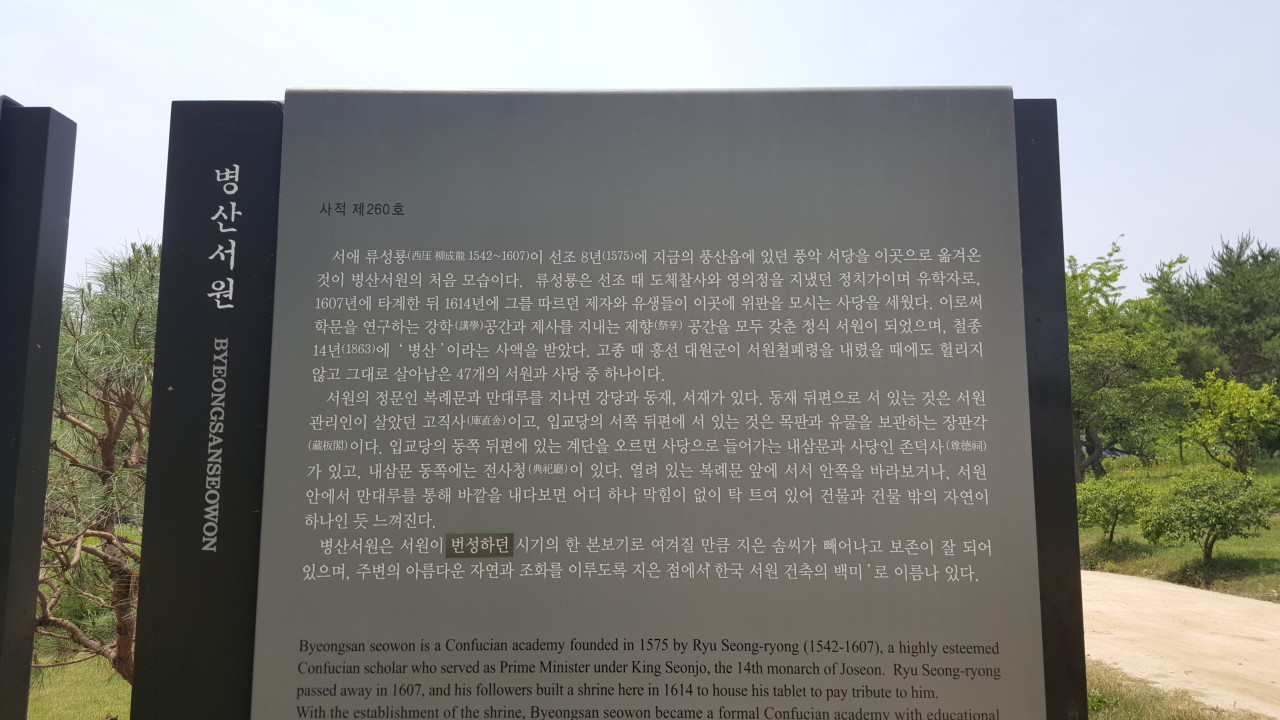 병산서원 BYEONGSANSEOWON
사적 제260호
서애 류성룡(西厓 柳成龍 1542~1607)이 선조 8년(1575)에 지금의 풍산읍에 있던 풍악 서당을 이곳으로 옮겨온
것이 병산서원의 처음 모습이다. 류성룡은 선조 때 도체찰사와 영의정을 지냈던 정치가이며 유학자로,
1607년에 타계한 뒤 1614년에 그를 따르던 제자와 유생들이 이곳에 위판을 모시는 사당을 세웠다. 이로써
학문을 연구하는 강학(講學)공간과 제사를 지내는 제향(祭享) 공간을 모두 갖춘 정식 서원이 되었으며, 철종
14년(1863)에 ‘병산’이라는 사액을 받았다. 고종 때 흥선 대원군이 서원철폐령을 내렸을 때에도 헐리지
않고 그대로 살아남은 47개의 서원과 사당 중 하나이다.
서원의 정문인 복례문과 만대루를 지나면 강당과 동재, 서재가 있다. 동재 뒤편으로 서 있는 것은 서원
관리인이 살았던 고직사(庫直舍)이고, 입교당의 서쪽 뒤편에 서 있는 것은 목판과 유물을 보관하는 장판각
(藏板閣)이다. 입교당의 동쪽 뒤편에 있는 계단을 오르면 사당으로 들어가는 내삼문과 사당인 존덕사(尊德祠)
가 있고, 내삼문 동쪽에는 전사청(典祀廳)이 있다. 열려 있는 복례문 앞에 서서 안쪽을 바라보거나, 서원
안에서 만대루를 통해 바깥을 내다보면 어디 하나 막힘이 없이 탁 트여 있어 건물과 건물 밖의 자연이
하나인 듯 느껴진다.
병산서원은 서원이 번성하던 시기의 한 본보기로 여겨질 만큼 지은 솜씨가 빼어나고 보존이 잘 되어
있으며, 주변의 아름다운 자연과 조화를 이루도록 지은 점에서 한국 서원 건축의 백미’로 이름나 있다.
Byeongsan seowon is a Confucian academy founded in 1575 by Ryu Seong-ryong (1542-1607), a highly esteemed
Confucian scholar who served as Prime Minister under King Seonjo, the 14th monarch of Joseon. Ryu Seong-ryong
passed away in 1607, and his followers built a shrine here in 1614 to house his tablet to pay tribute to him.
With the establishment of the shrine, Byeongsan seowon became a formal Confucian academy with educational